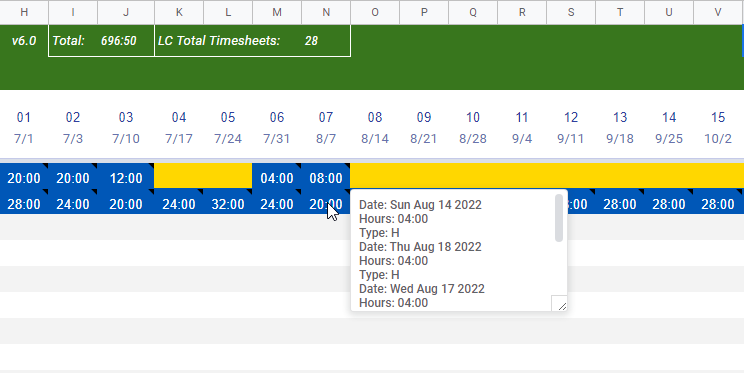 H I J K L M N O P Q R S T U V
v6.0 Total: 696:50 LC Total Timesheets: 28
01 02 03 04 05 06 07 08 09 10 11 12 13 14 15
7/1 7/3 7/10 7/17 7/24 7/31 8/7 8/14 8/21 8/28 9/4 9/11 9/18 9/25 10/2
20:00 20:00 12:00 04:00 08:00
28:00 24:00 20:00 24:00 32:00 24:00 20:00 :00 28:00 28:00 28:00
Date: Sun Aug 14 2022
Hours: 04:00
Type: H
Date: Thu Aug 18 2022
Hours: 04:00
Type: H
Date: Wed Aug 17 2022
Hours: 04:00